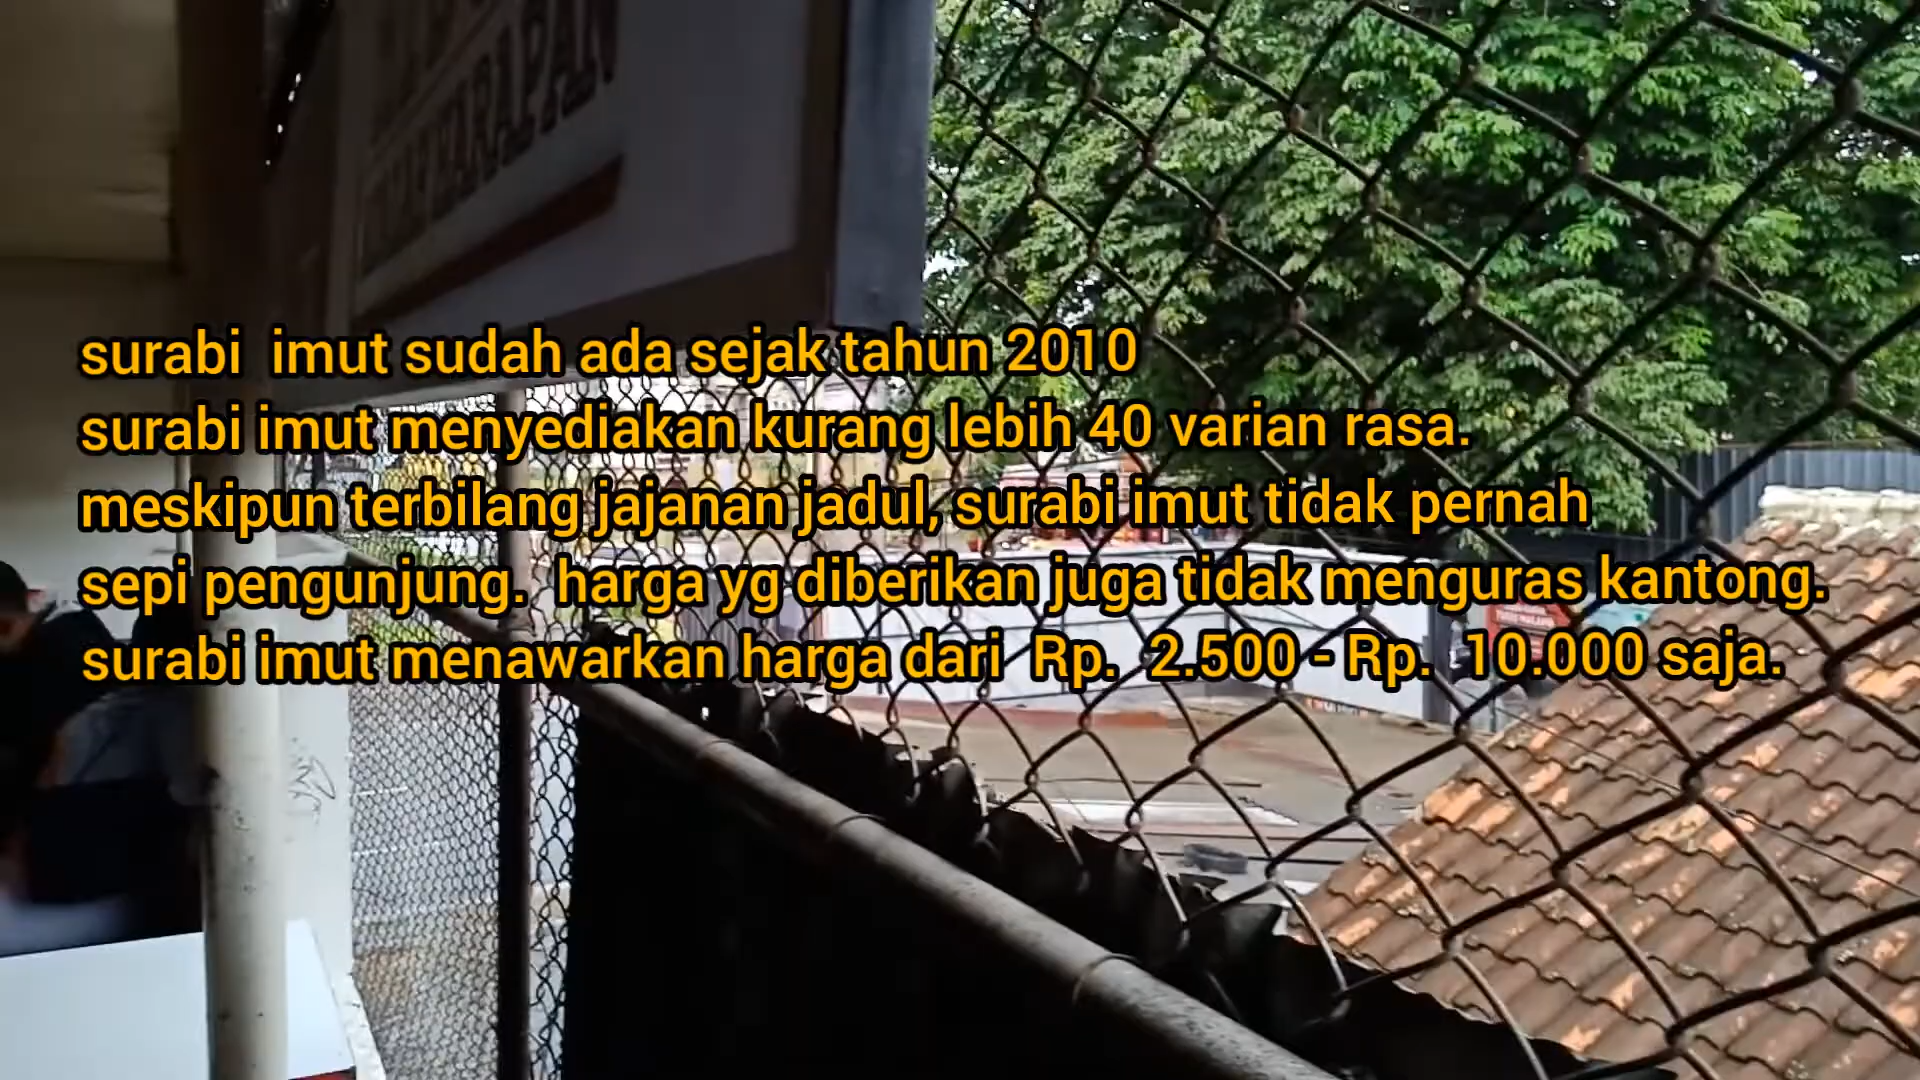 surabi imut sudah ada sejak tahun 2010
surabi imut menyediakan kurang lebih 40 varian rasa.
meskipun terbilang jajanan jadul, surabi imut tidak pernah
sepi pengunjung. harga yg diberikan juga tidak menguras kantong.
surabi imut menawarkan harga dari Rp. 2.500 - Rp. 10.000 saja.